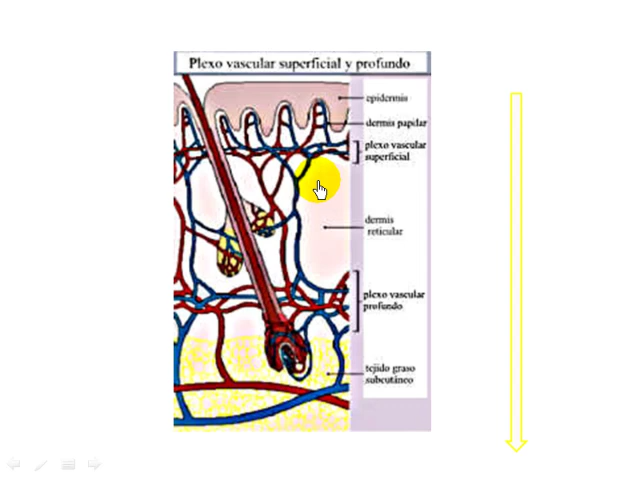 Plexo vascular superficial y profundo
epidermis
dermis papilar
plexo vascular
superficial
dermis
reticular
plexo vascular
profundo
tejido graso
subcutáneo